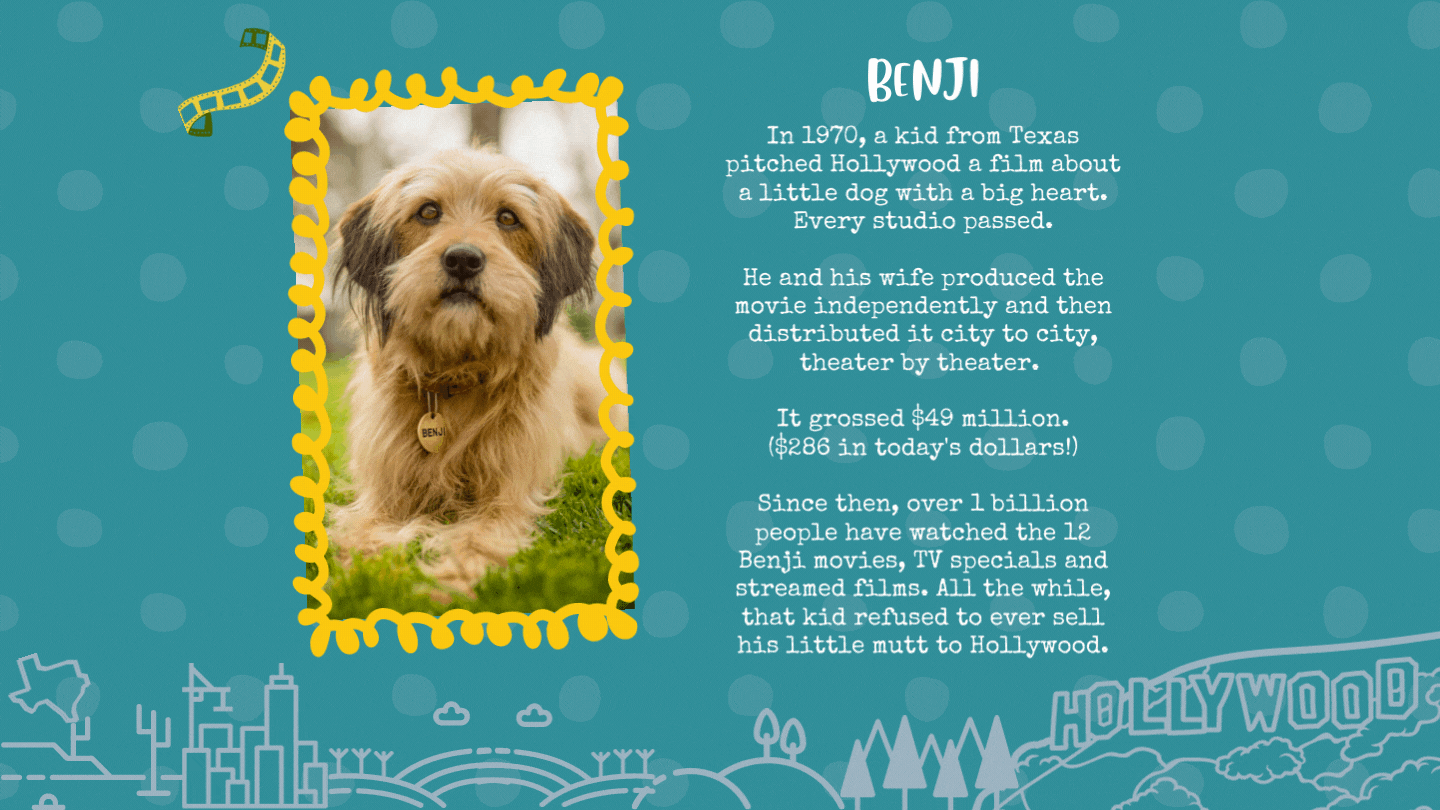 BENJI
In 1970, a kid from Texas
pitched Hollywood a film about
a little dog with a big heart.
Every studio passed.
He and his wife produced the
movie independently and then
distributed it city to city,
theater by theater.
It grossed $49 million.
($286 in today's dollars!)
Since then, over 1 billion
people have watched the 12
Benji movies, TV specials and
streamed films. All the while,
that kid refused to ever sell
his little mutt to Hollywood.
BENJI
HOLLYWOOD